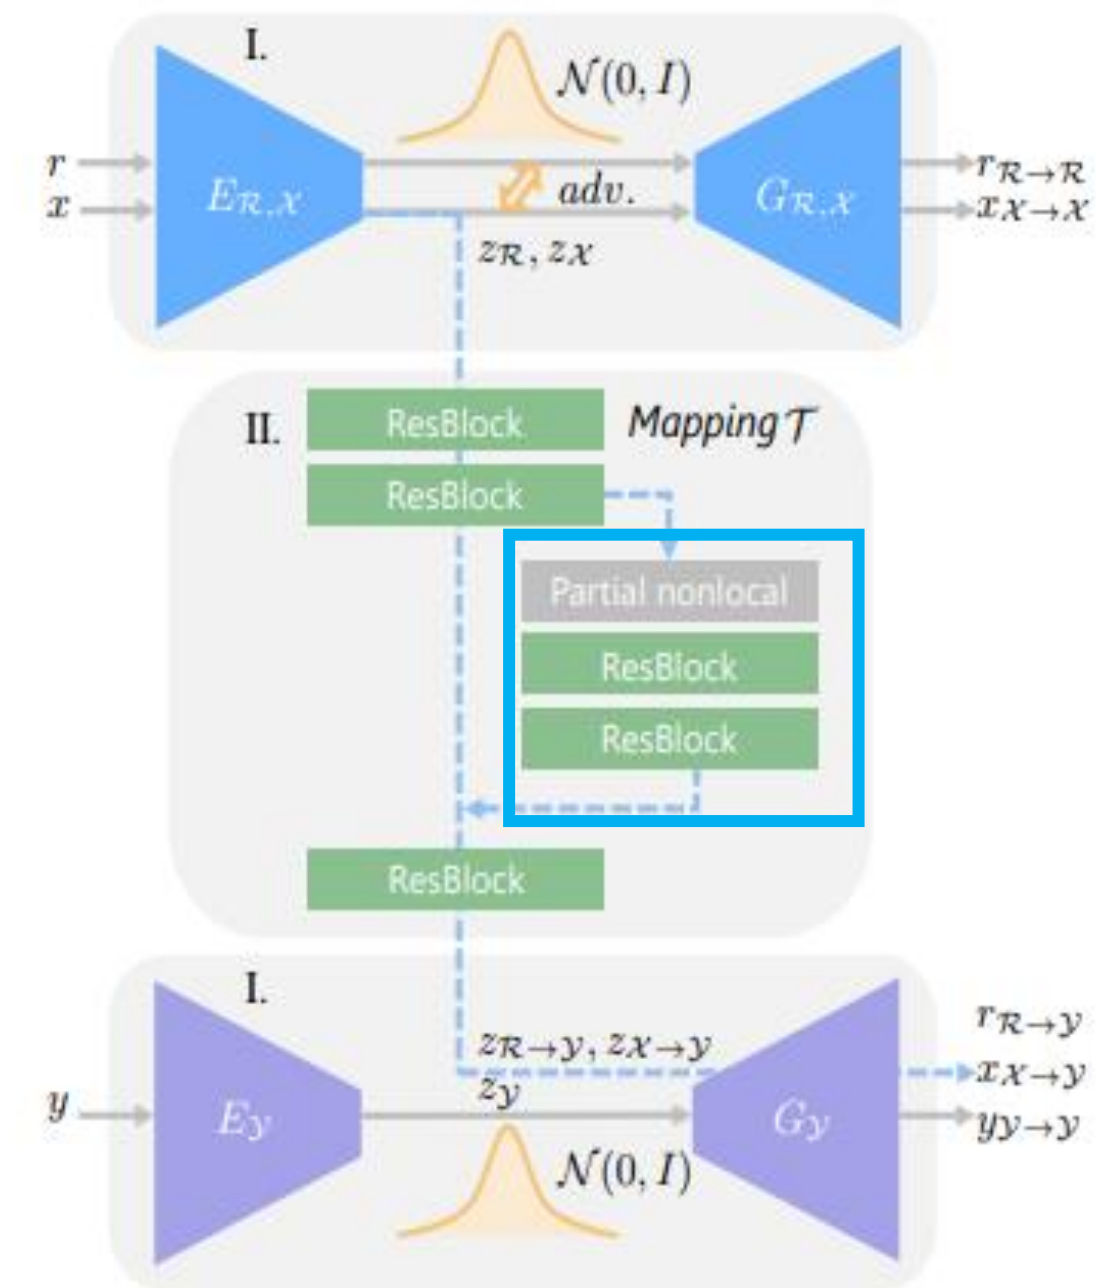 I.
𝒩(0, I)
r
x
E_{ℛ,𝒳}
adv.
G_{ℛ,𝒳}
r_{ℛ→ℛ}
x_{𝒳→𝒳}
z_ℛ, z_𝒳
II.
ResBlock
Mapping 𝒯
ResBlock
Partial nonlocal
ResBlock
ResBlock
ResBlock
I.
z_{ℛ→𝒴}, z_{𝒳→𝒴}
r_{ℛ→𝒴}
x_{𝒳→𝒴}
y
E_𝒴
z_𝒴
G_𝒴
y_{𝒴→𝒴}
𝒩(0, I)